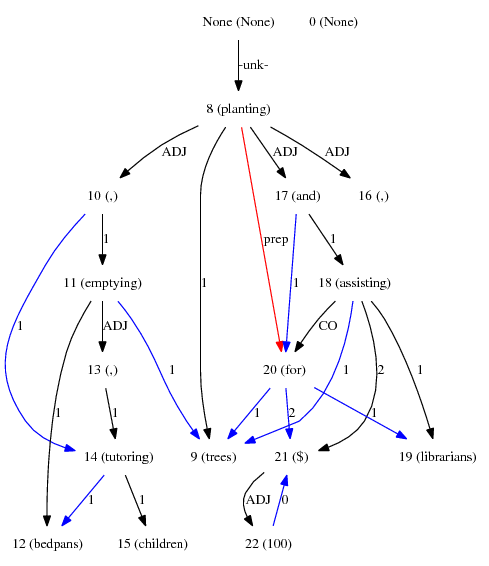 None (None) 0 (None)
-unk-
8 (planting)
ADJ ADJ ADJ
10 (,) 17 (and) 16 (,)
1 prep 1
11 (emptying) 1 1 18 (assisting)
1 ADJ CO
13 (,) 1 20 (for) 1 2 1
1 1 1 2 1
14 (tutoring) 9 (trees) 21 ($) 19 (librarians)
1 1 ADJ 0
12 (bedpans) 15 (children) 22 (100)